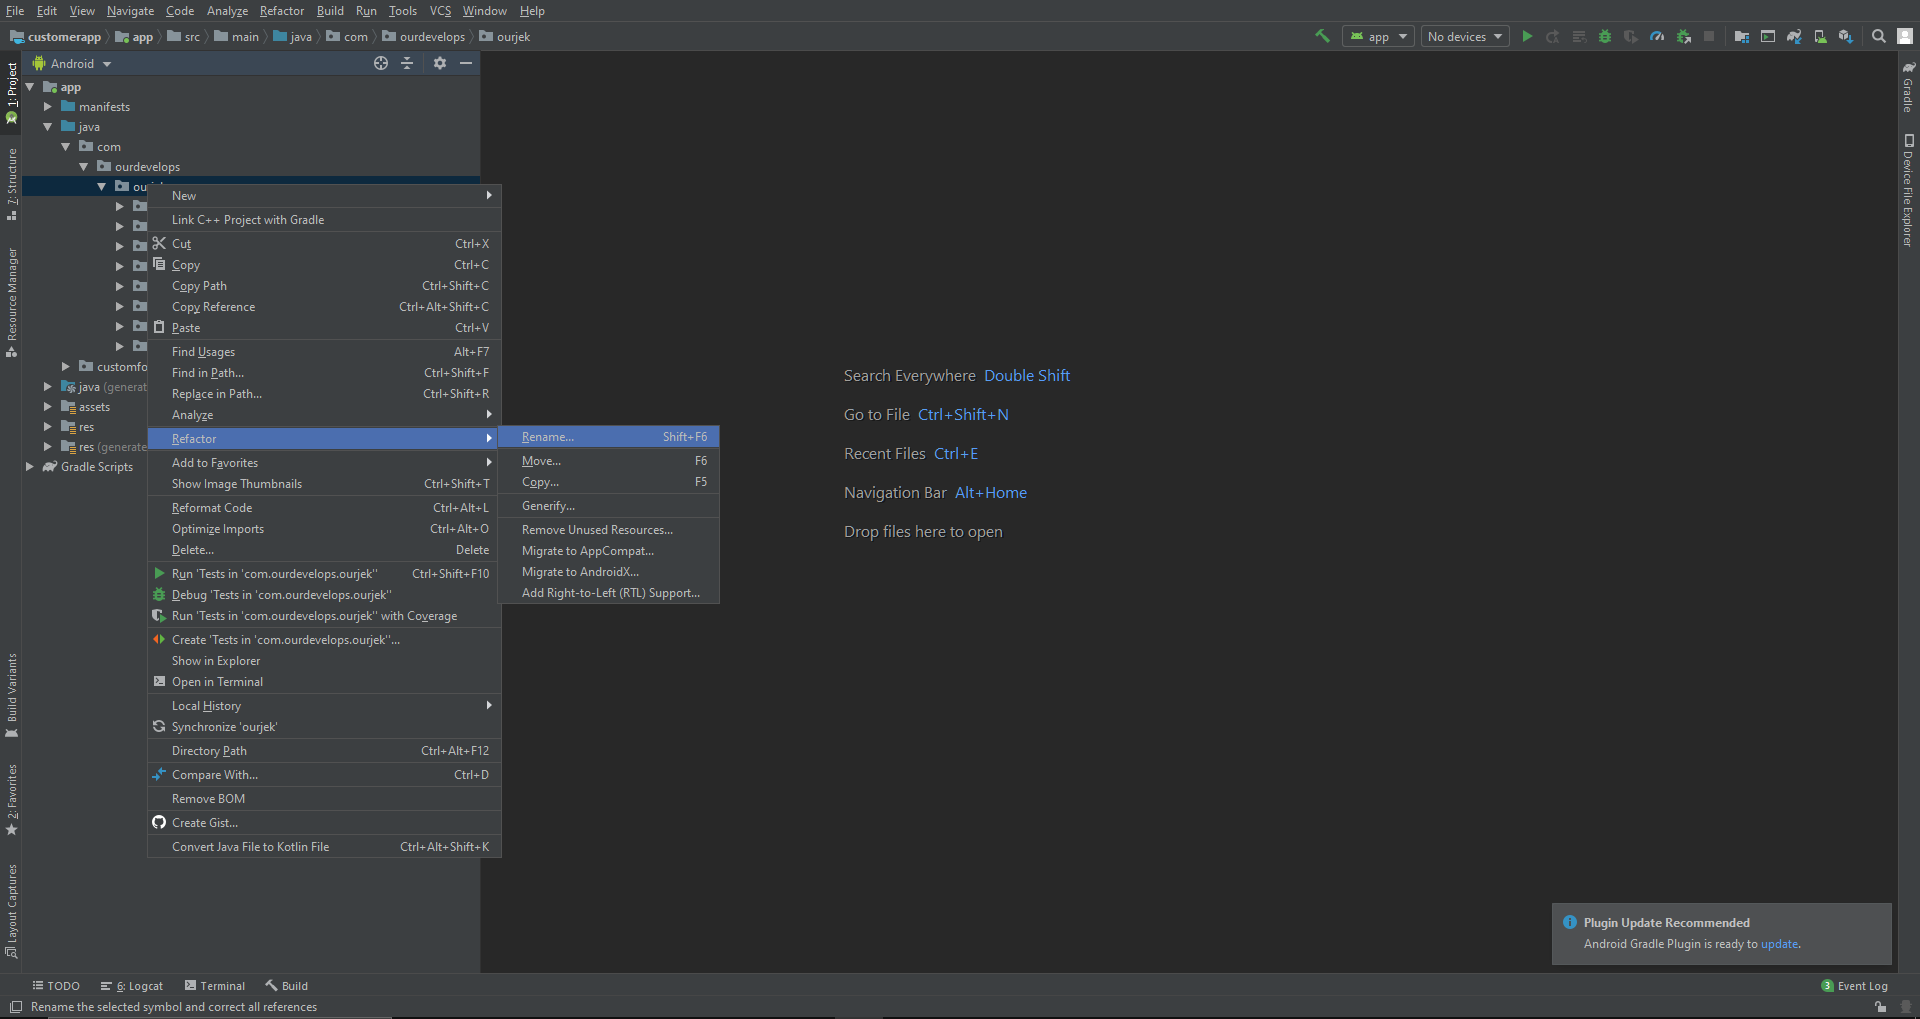 File Edit View Navigate Code Analyze Refactor Build Run Tools VCS Window Help
customerapp app src main java com ourdevelops ourjek
app No devices
Android
1: Project
7: Structure
Resource Manager
Build Variants
2: Favorites
Layout Captures
app
manifests
java
com
ourdevelops
customfo
java (generat
assets
res
res (generate
Gradle Scripts
New
Link C++ Project with Gradle
Cut Ctrl+X
Copy Ctrl+C
Copy Path Ctrl+Shift+C
Copy Reference Ctrl+Alt+Shift+C
Paste Ctrl+V
Find Usages Alt+F7
Find in Path... Ctrl+Shift+F
Replace in Path... Ctrl+Shift+R
Analyze
Refactor
Add to Favorites
Show Image Thumbnails Ctrl+Shift+T
Reformat Code Ctrl+Alt+L
Optimize Imports Ctrl+Alt+O
Delete... Delete
Run 'Tests in 'com.ourdevelops.ourjek'' Ctrl+Shift+F10
Debug 'Tests in 'com.ourdevelops.ourjek''
Run 'Tests in 'com.ourdevelops.ourjek'' with Coverage
Create 'Tests in 'com.ourdevelops.ourjek''...
Show in Explorer
Open in Terminal
Local History
Synchronize 'ourjek'
Directory Path Ctrl+Alt+F12
Compare With... Ctrl+D
Remove BOM
Create Gist...
Convert Java File to Kotlin File Ctrl+Alt+Shift+K
Rename... Shift+F6
Move... F6
Copy... F5
Generify...
Remove Unused Resources...
Migrate to AppCompat...
Migrate to AndroidX...
Add Right-to-Left (RTL) Support...
Search Everywhere Double Shift
Go to File Ctrl+Shift+N
Recent Files Ctrl+E
Navigation Bar Alt+Home
Drop files here to open
Gradle
Device File Explorer
Plugin Update Recommended
Android Gradle Plugin is ready to update.
TODO 6: Logcat Terminal Build
3 Event Log
Rename the selected symbol and correct all references